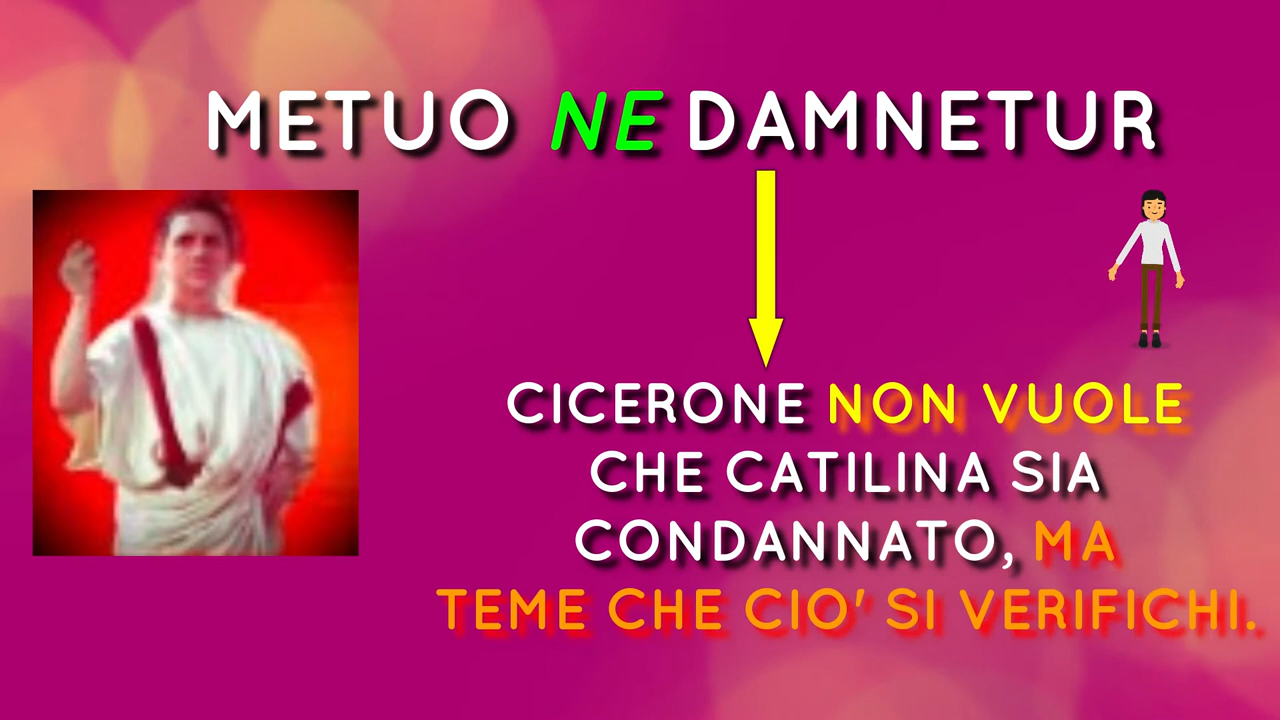 METUO NE DAMNETUR
CICERONE NON VUOLE
CHE CATILINA SIA
CONDANNATO, MA
TEME CHE CIO' SI VERIFICHI.